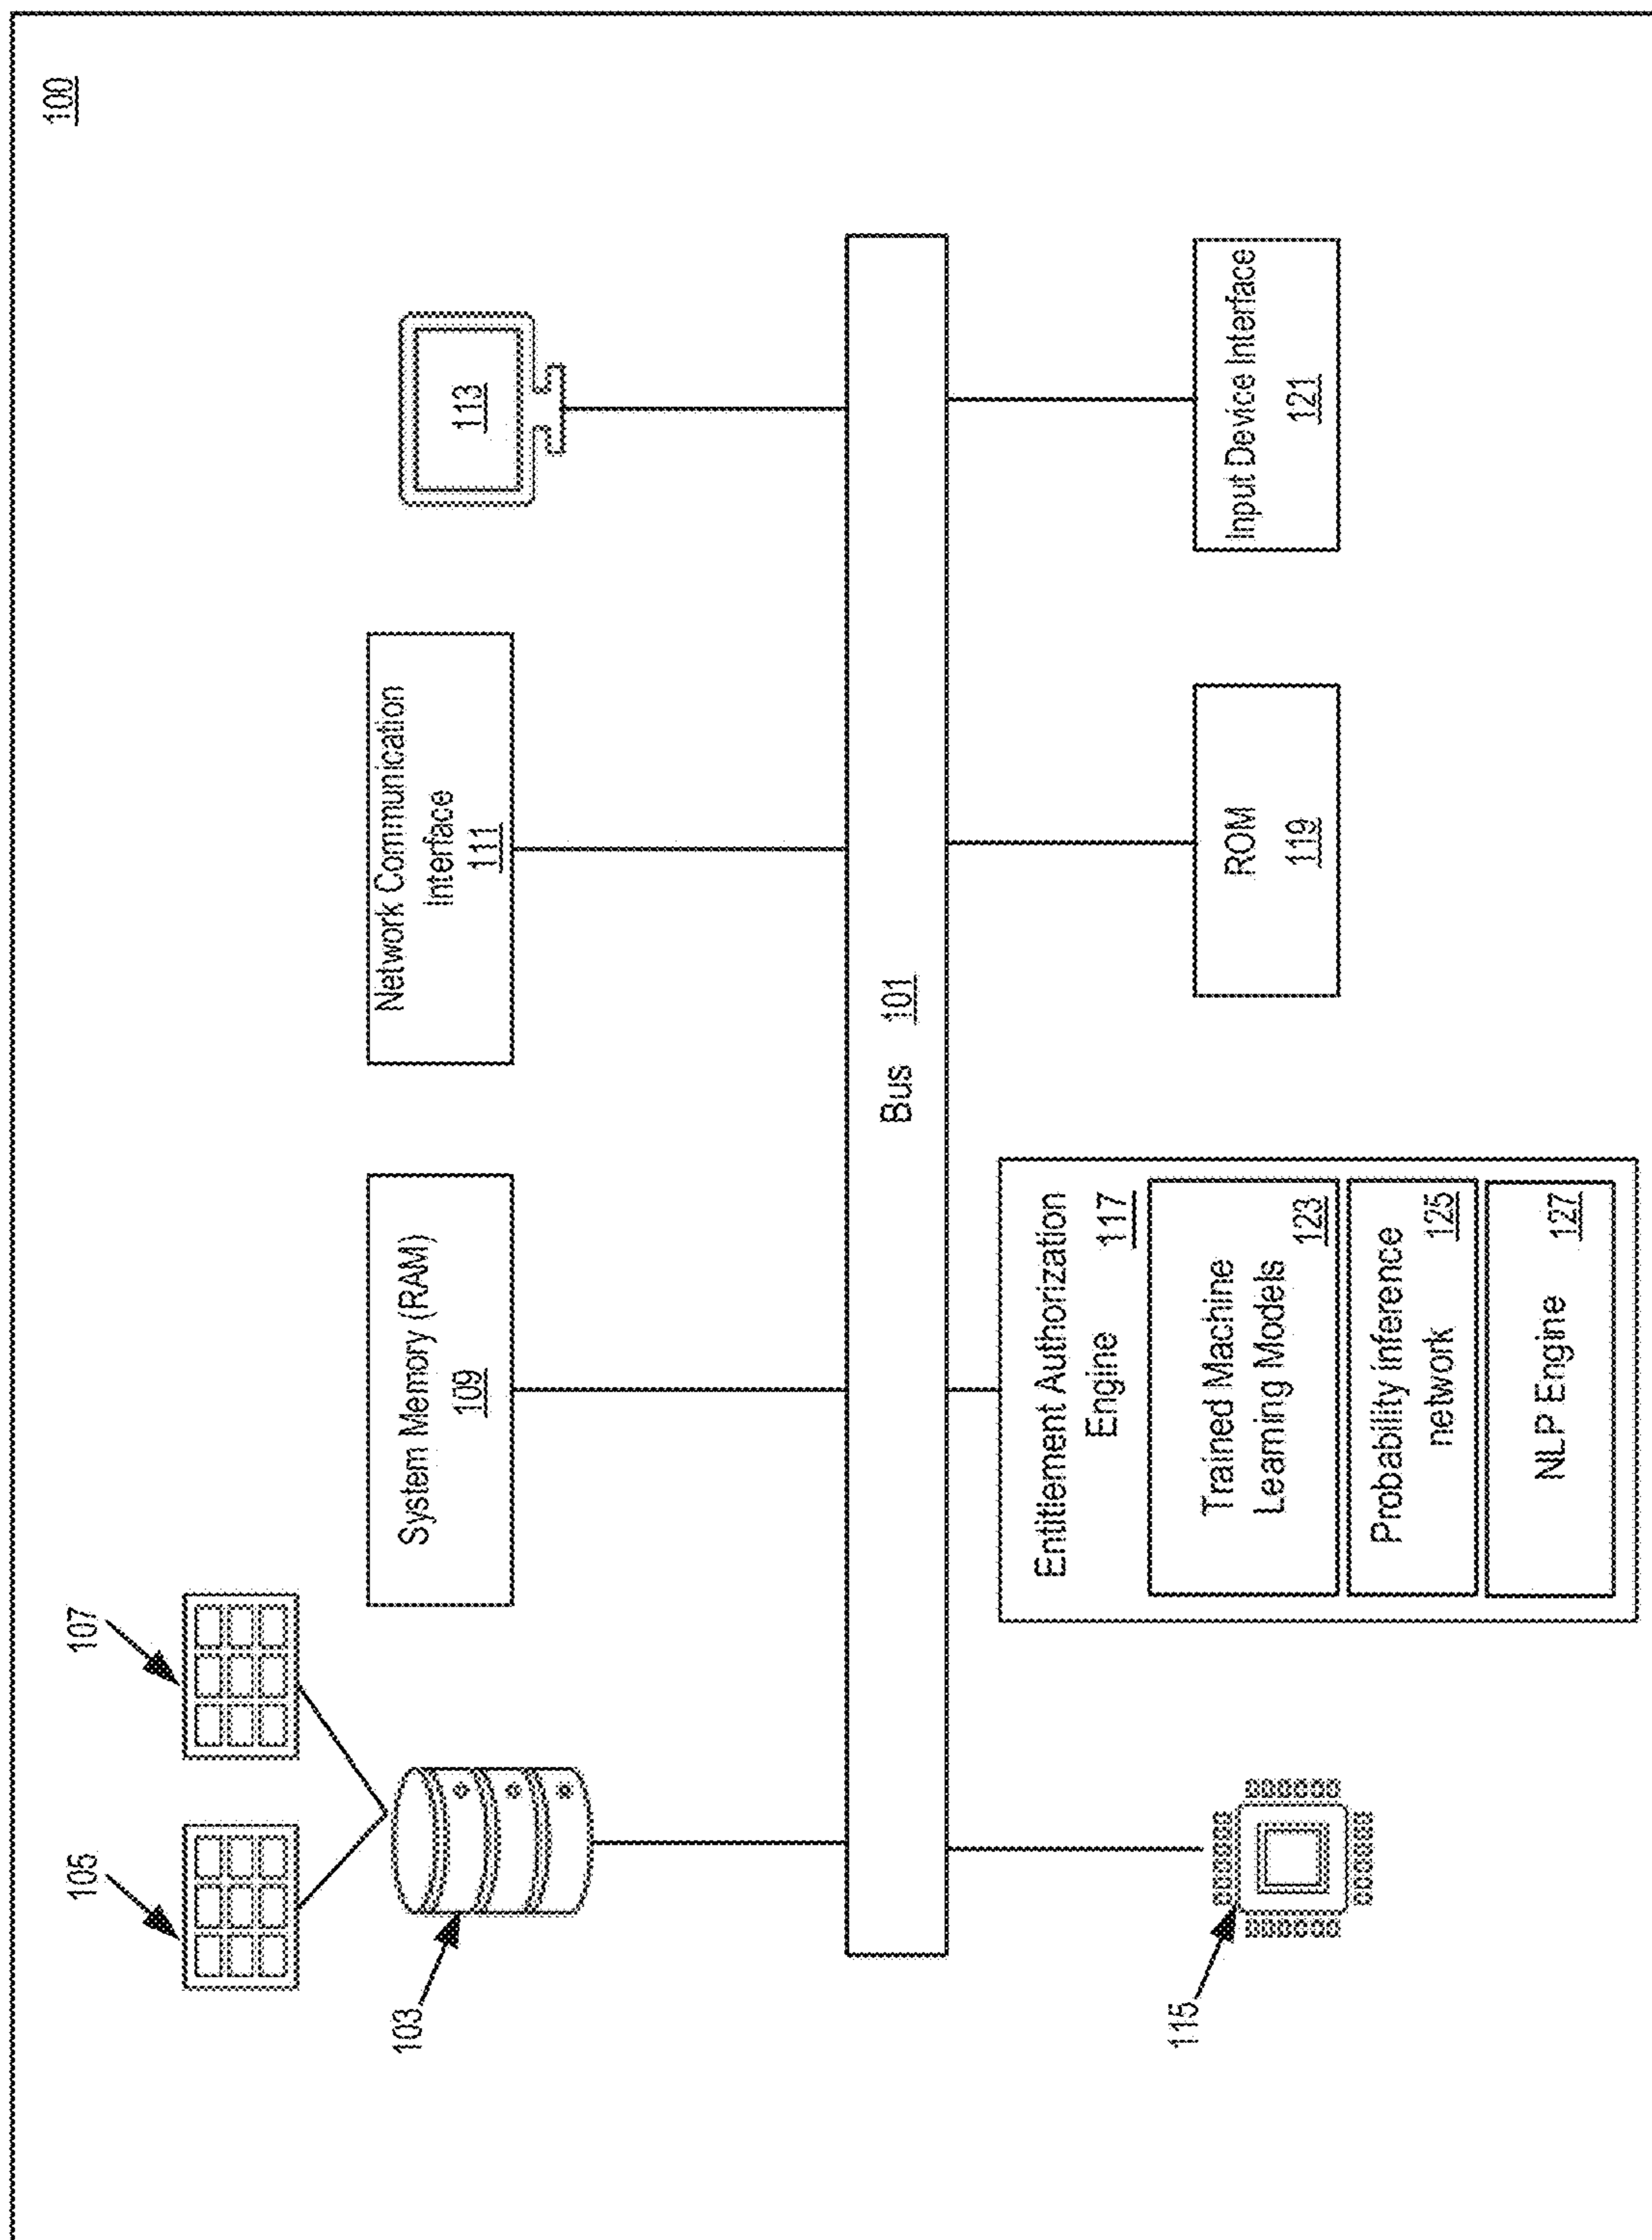 100
105
107
103
System Memory (RAM)
109
Network Communication
Interface
111
113
Bus 101
115
Entitlement Authorization
Engine 117
Trained Machine
Learning Models 123
Probability inference
network 125
NLP Engine 127
ROM
119
Input Device Interface
121